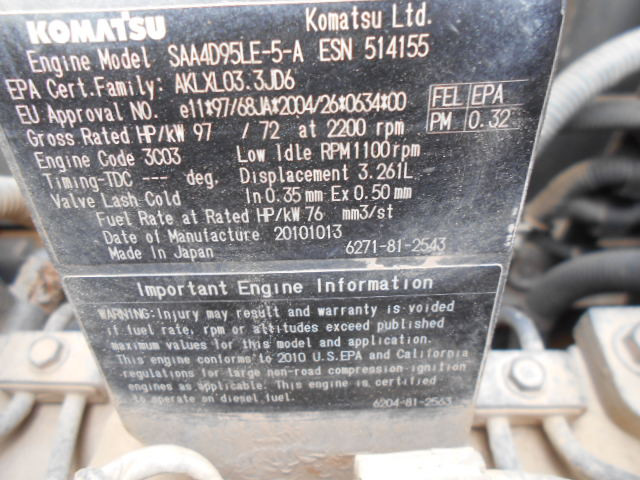 KOMATSU Komatsu Ltd.
Engine Model SAA4D95LE-5-A ESN 514155
EPA Cert.Family: AKLXL03.3JD6
EU Approval NO. e11*97/68JA*2004/26*0634*00
FEL EPA
PM 0.32
Gross Rated HP/kW 97 / 72 at 2200 rpm
Engine Code 3C03 Low Idle RPM1100rpm
Timing-TDC --- deg. Displacement 3.261L
Valve Lash Cold In 0.35mm Ex 0.50mm
Fuel Rate at Rated HP/kW 76 mm3/st
Date of Manufacture 20101013
Made In Japan 6271-81-2543
Important Engine Information
WARNING:Injury may result and warranty is voided
if fuel rate, rpm or altitudes exceed published
maximum values for this model and application.
This engine conforms to 2010 U.S.EPA and California
regulations for large non-road compression-ignition
engines as applicable. This engine is certified
to operate on diesel fuel.
6204-81-2563